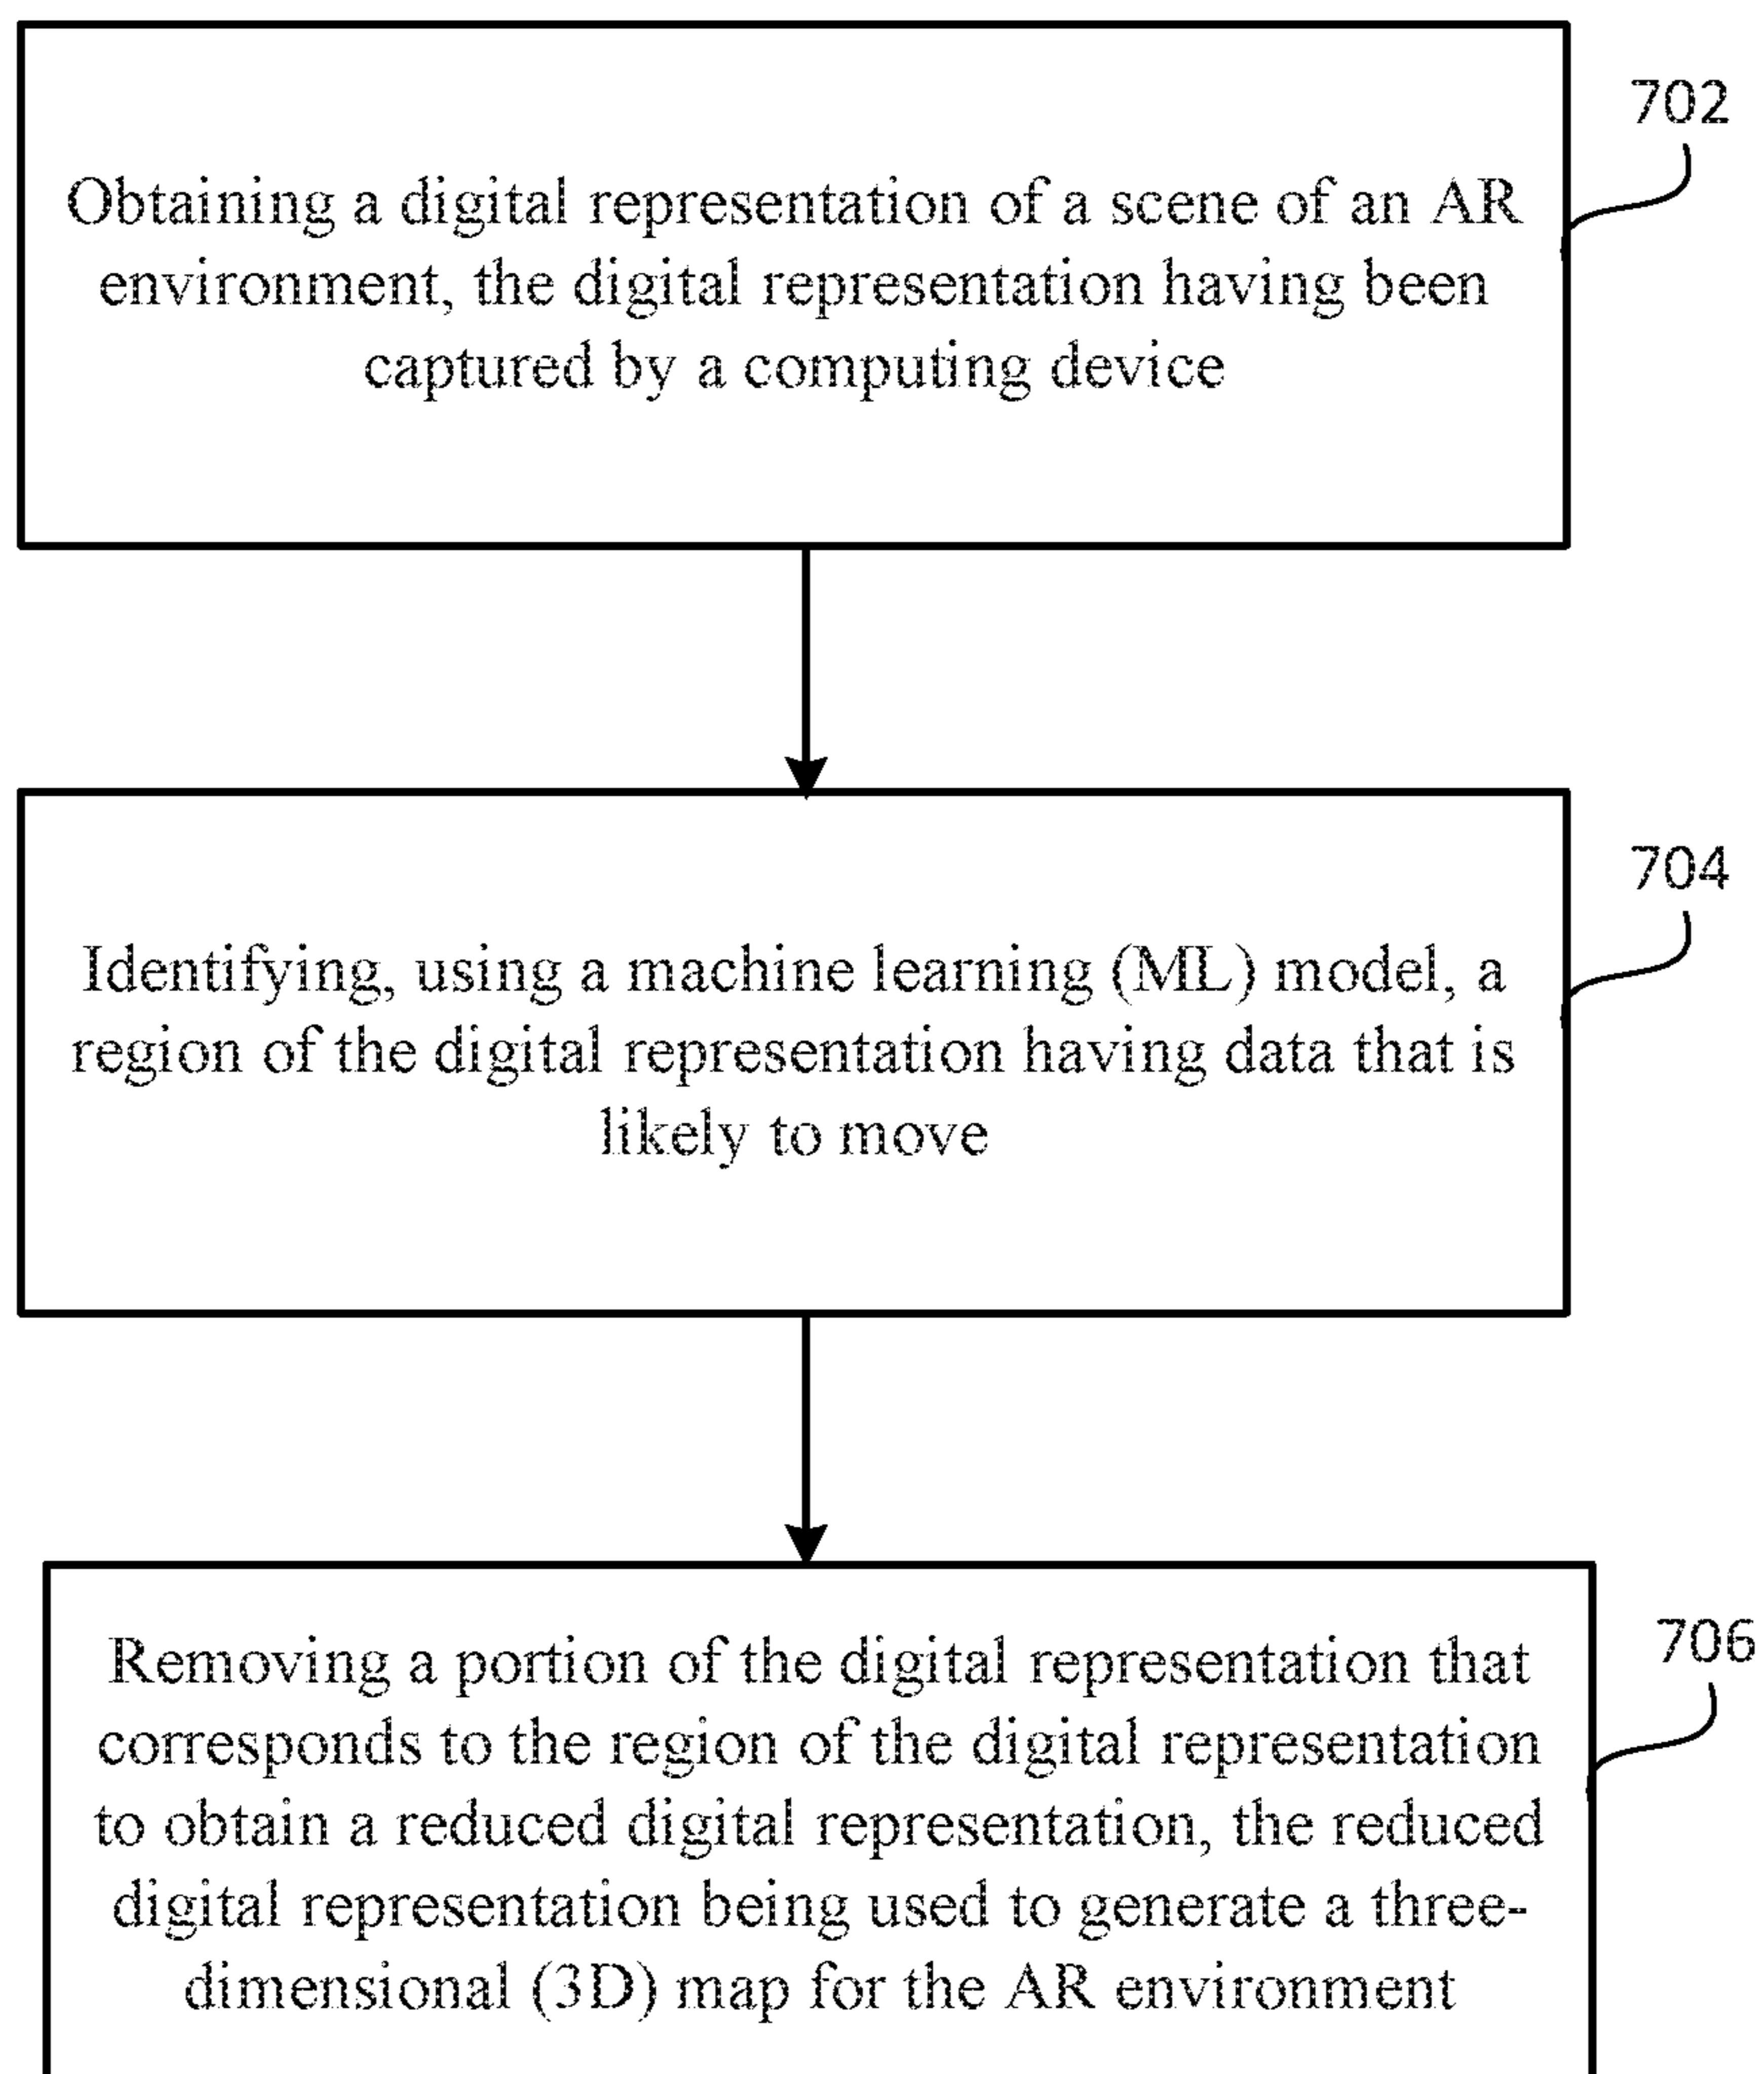 702
Obtaining a digital representation of a scene of an AR
environment, the digital representation having been
captured by a computing device
704
Identifying, using a machine learning (ML) model, a
region of the digital representation having data that is
likely to move
706
Removing a portion of the digital representation that
corresponds to the region of the digital representation
to obtain a reduced digital representation, the reduced
digital representation being used to generate a three-
dimensional (3D) map for the AR environment